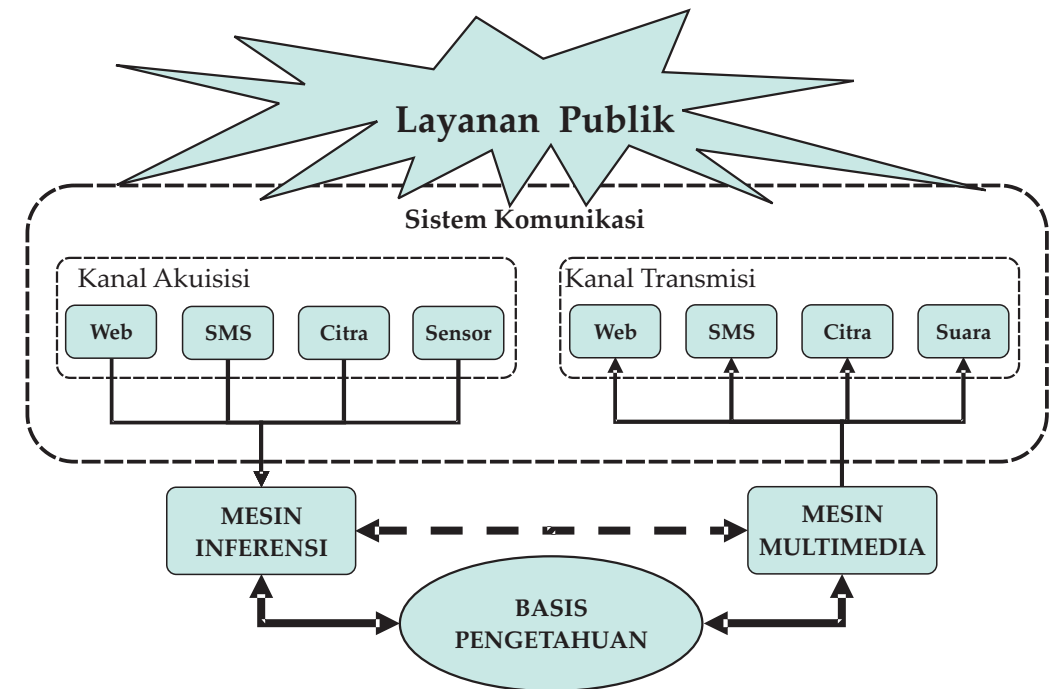 Layanan Publik
Sistem Komunikasi
Kanal Akuisisi
Web
SMS
Citra
Sensor
Kanal Transmisi
Web
SMS
Citra
Suara
MESIN
INFERENSI
MESIN
MULTIMEDIA
BASIS
PENGETAHUAN